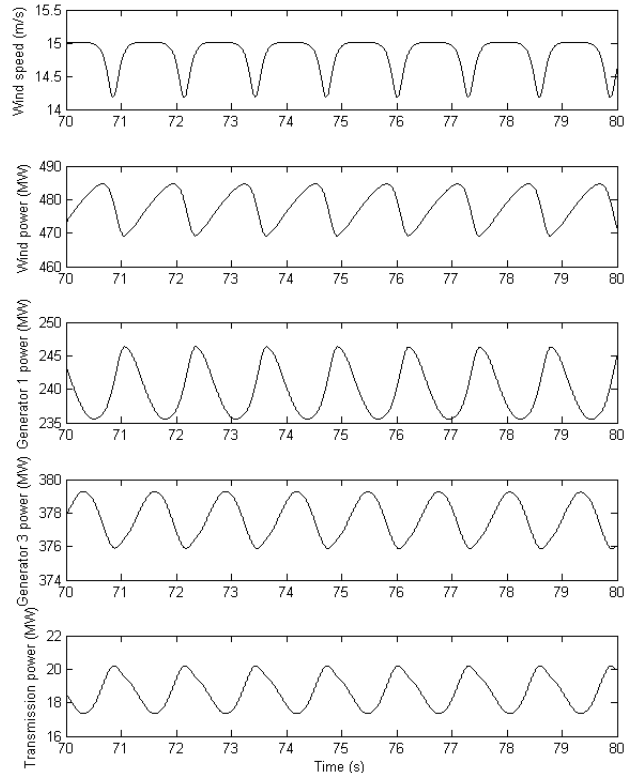 Wind speed (m/s)
15.5
15
14.5
14
70 71 72 73 74 75 76 77 78 79 80
Wind power (MW)
490
480
470
460
70 71 72 73 74 75 76 77 78 79 80
Generator 1 power (MW)
250
245
240
235
70 71 72 73 74 75 76 77 78 79 80
Generator 3 power (MW)
380
378
376
374
70 71 72 73 74 75 76 77 78 79 80
Transmission power (MW)
22
20
18
16
70 71 72 73 74 75 76 77 78 79 80
Time (s)